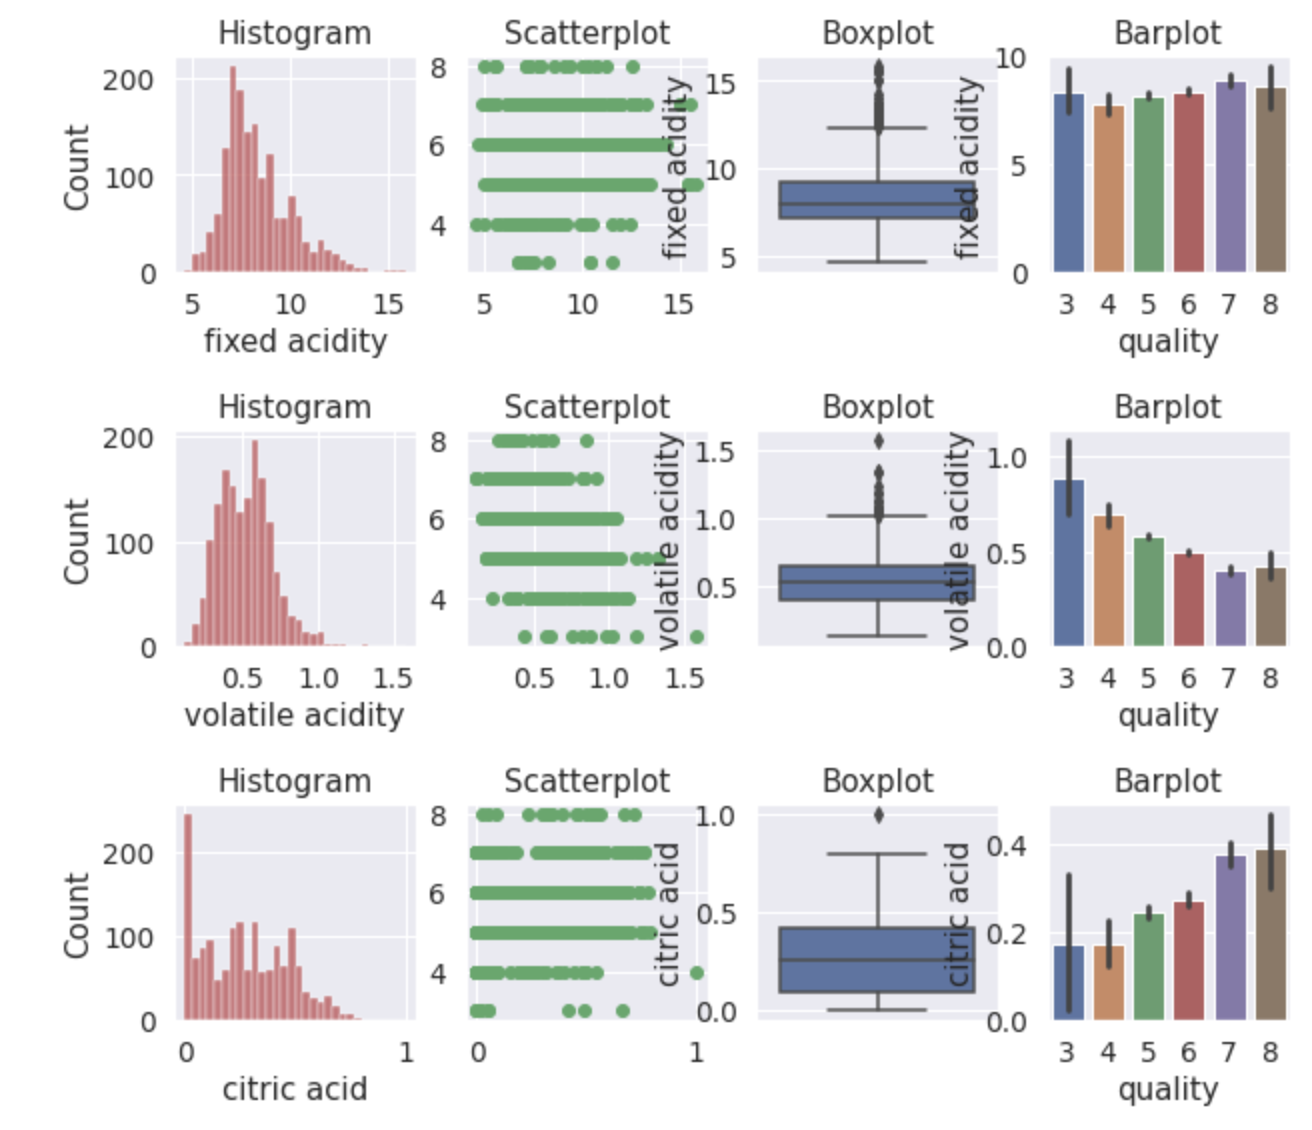 Histogram Scatterplot Boxplot Barplot
200
100
0
Count
5 10 15
fixed acidity
8
6
4
5 10 15
fixed acidity
15
10
5
fixed acidity
10
5
0
3 4 5 6 7 8
quality
Histogram Scatterplot Boxplot Barplot
200
100
0
Count
0.5 1.0 1.5
volatile acidity
8
6
4
0.5 1.0 1.5
volatile acidity
1.5
1.0
0.5
volatile acidity
1.0
0.5
0.0
3 4 5 6 7 8
quality
Histogram Scatterplot Boxplot Barplot
200
100
0
Count
0 1
citric acid
8
6
4
0 1
citric acid
1.0
0.5
0.0
citric acid
0.4
0.2
0.0
3 4 5 6 7 8
quality